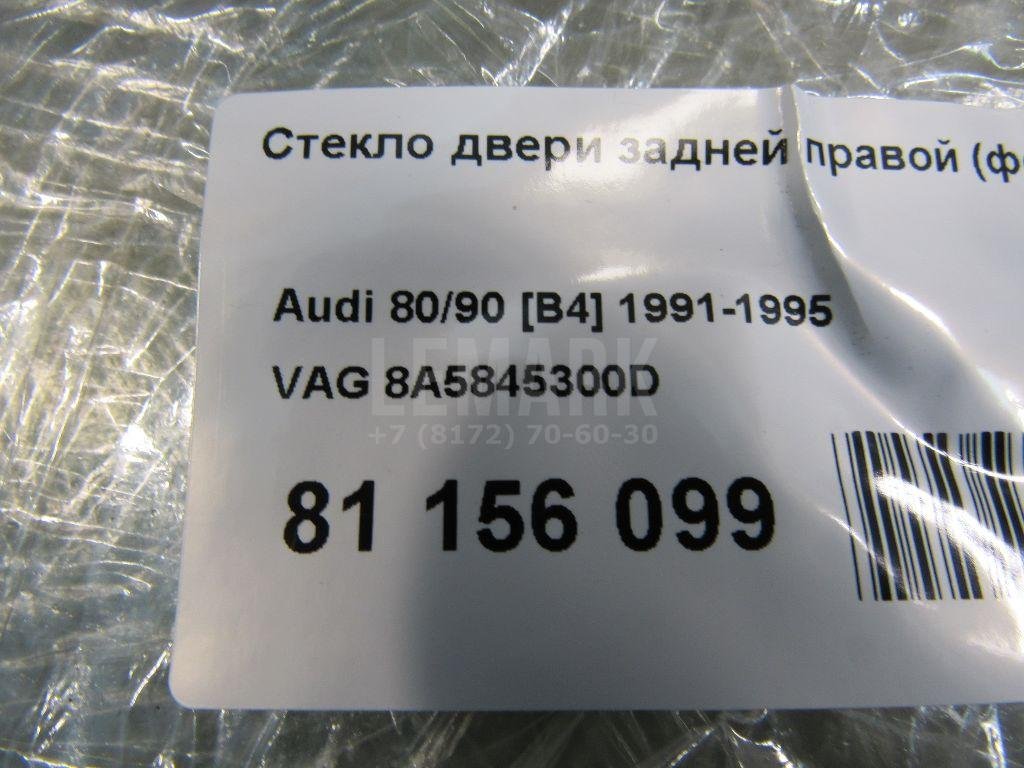 Стекло двери задней правой (ф
Audi 80/90 [B4] 1991-1995
VAG 8A5845300D
LEMARK
+7 (8172) 70-60-30
81 156 099